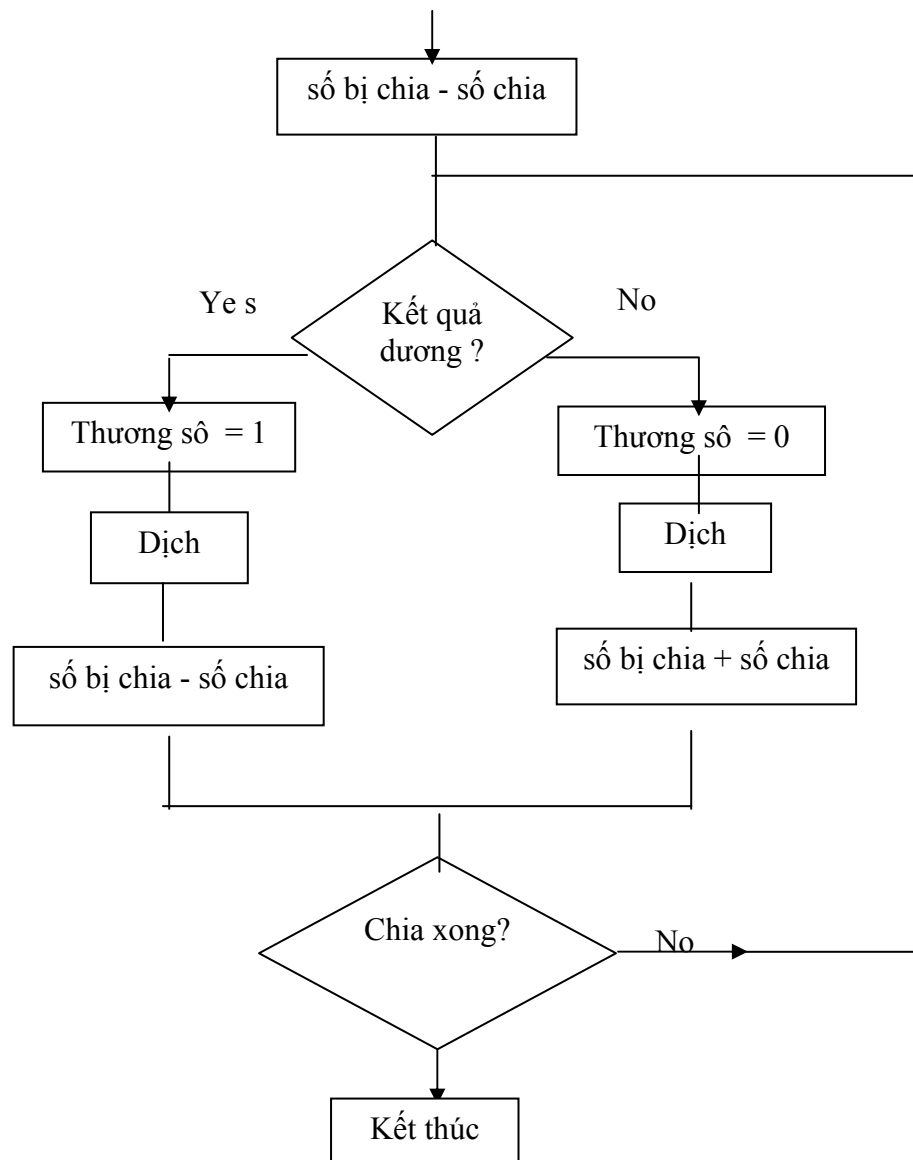 số bị chia - số chia
Ye s
No
Kết quả
dương ?
Thương sô = 1
Thương sô = 0
Dịch
Dịch
số bị chia - số chia
số bị chia + số chia
Chia xong?
No
Kết thúc